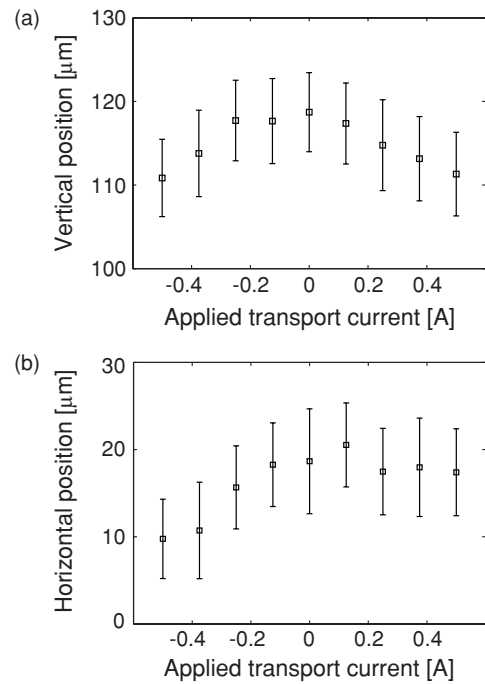 (a)
130
120
110
100
Vertical position [μm]
-0.4 -0.2 0 0.2 0.4
Applied transport current [A]
(b)
30
20
10
0
Horizontal position [μm]
-0.4 -0.2 0 0.2 0.4
Applied transport current [A]